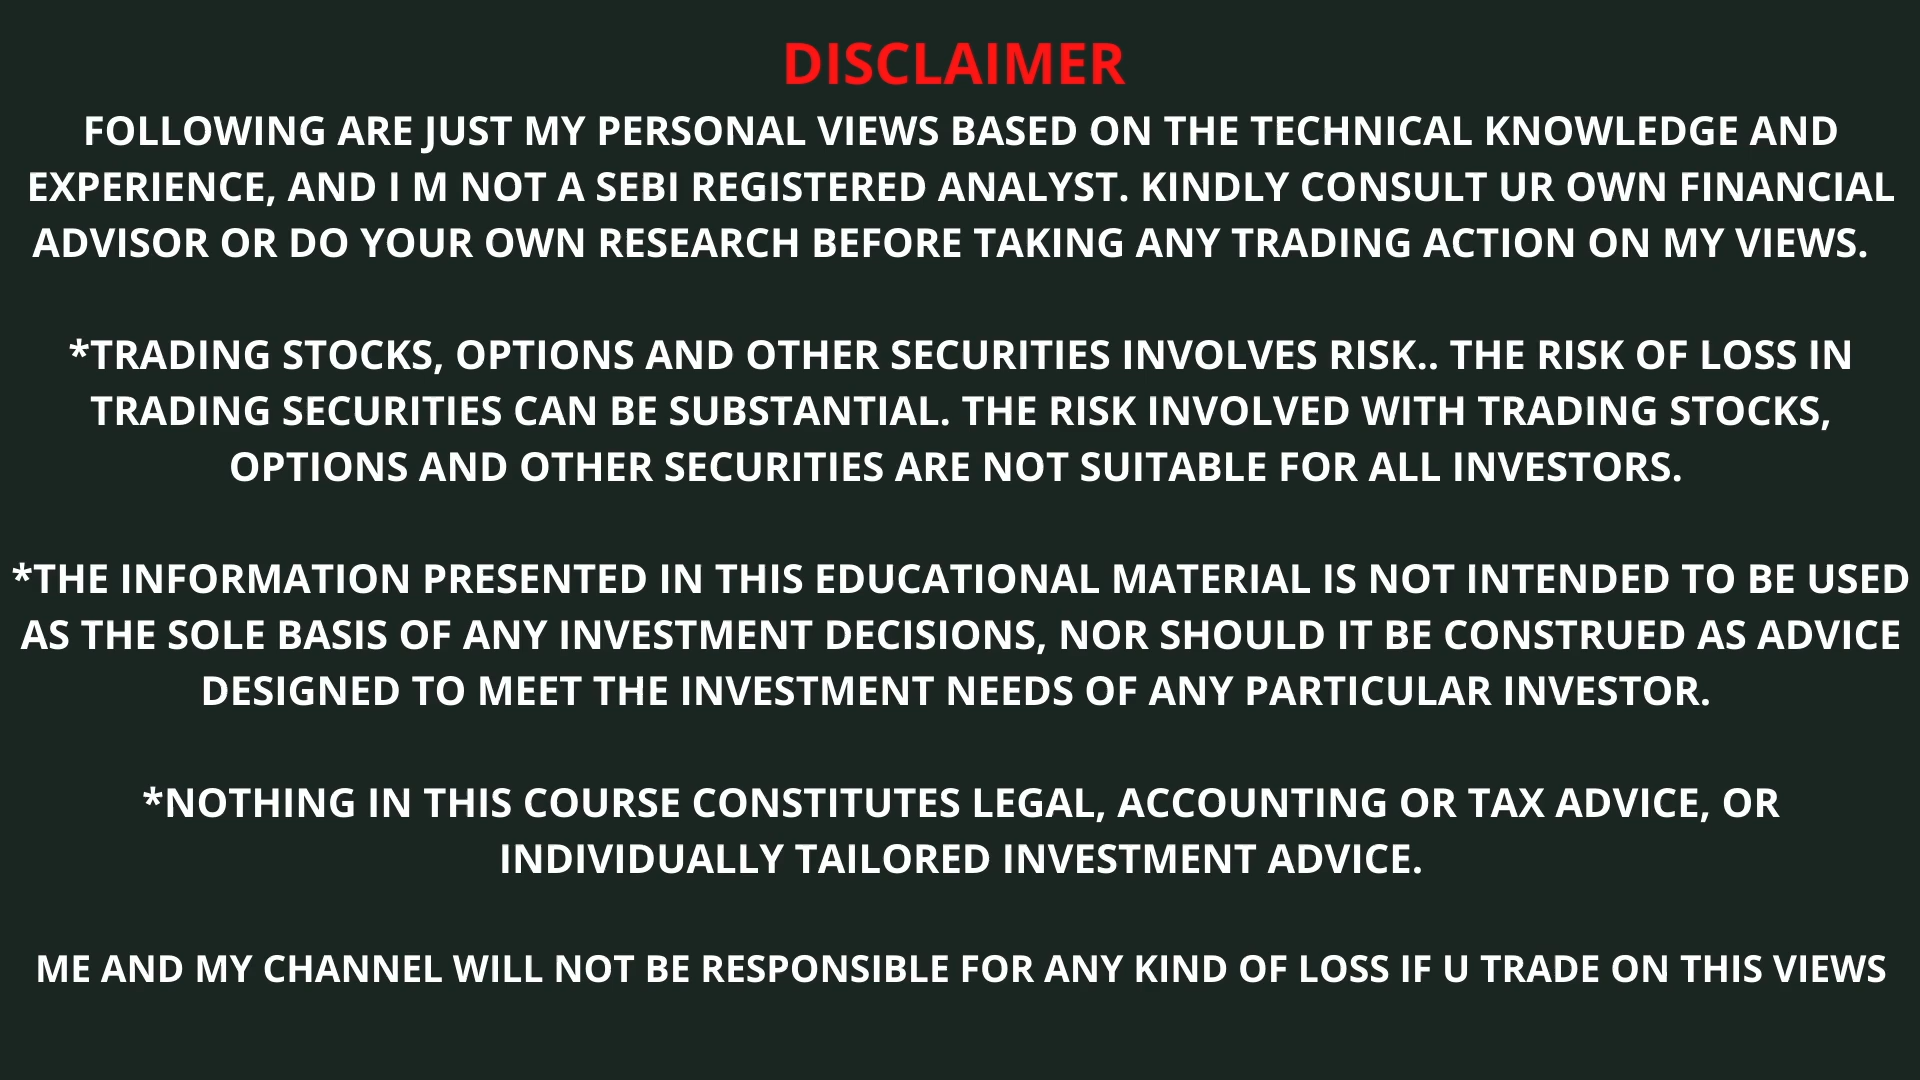 DISCLAIMER
FOLLOWING ARE JUST MY PERSONAL VIEWS BASED ON THE TECHNICAL KNOWLEDGE AND
EXPERIENCE, AND I M NOT A SEBI REGISTERED ANALYST. KINDLY CONSULT UR OWN FINANCIAL
ADVISOR OR DO YOUR OWN RESEARCH BEFORE TAKING ANY TRADING ACTION ON MY VIEWS.
*TRADING STOCKS, OPTIONS AND OTHER SECURITIES INVOLVES RISK.. THE RISK OF LOSS IN
TRADING SECURITIES CAN BE SUBSTANTIAL. THE RISK INVOLVED WITH TRADING STOCKS,
OPTIONS AND OTHER SECURITIES ARE NOT SUITABLE FOR ALL INVESTORS.
*THE INFORMATION PRESENTED IN THIS EDUCATIONAL MATERIAL IS NOT INTENDED TO BE USED
AS THE SOLE BASIS OF ANY INVESTMENT DECISIONS, NOR SHOULD IT BE CONSTRUED AS ADVICE
DESIGNED TO MEET THE INVESTMENT NEEDS OF ANY PARTICULAR INVESTOR.
*NOTHING IN THIS COURSE CONSTITUTES LEGAL, ACCOUNTING OR TAX ADVICE, OR
INDIVIDUALLY TAILORED INVESTMENT ADVICE.
ME AND MY CHANNEL WILL NOT BE RESPONSIBLE FOR ANY KIND OF LOSS IF U TRADE ON THIS VIEWS